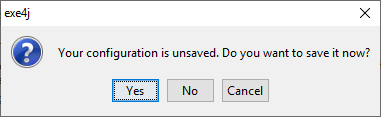 exe4j
Your configuration is unsaved. Do you want to save it now?
Yes
No
Cancel